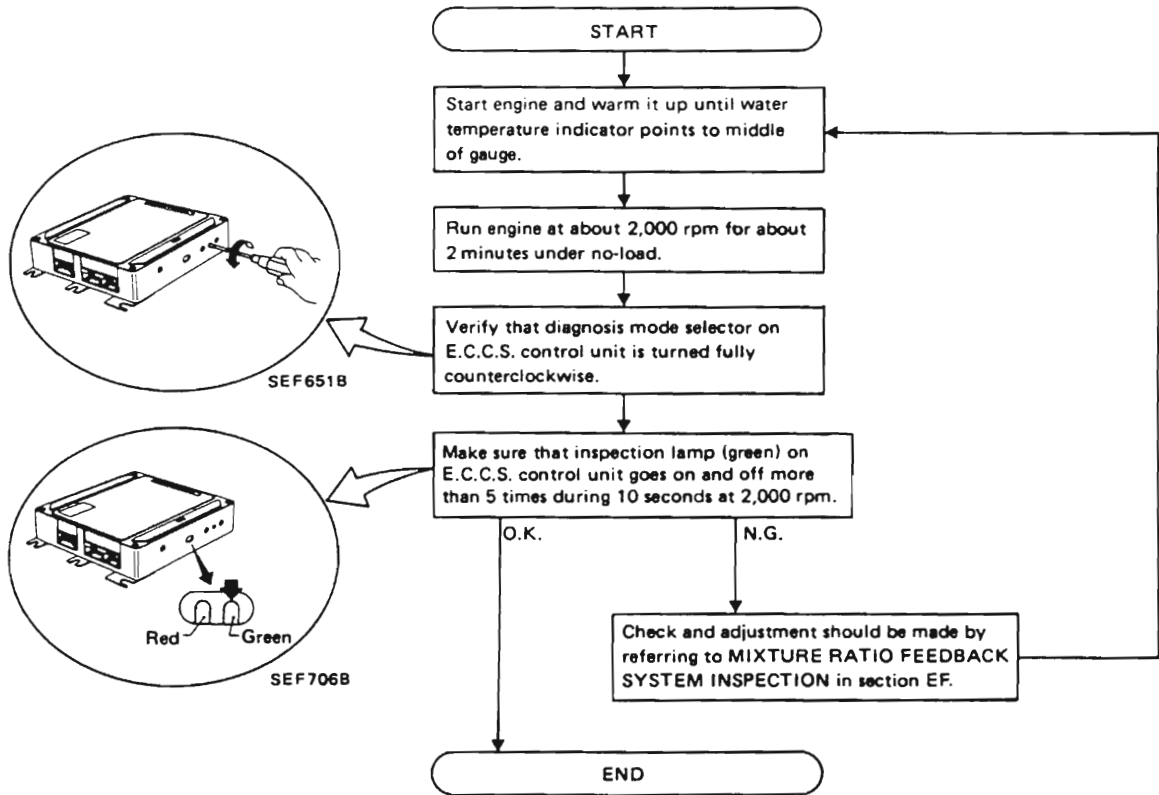 START
Start engine and warm it up until water
temperature indicator points to middle
of gauge.
Run engine at about 2,000 rpm for about
2 minutes under no-load.
Verify that diagnosis mode selector on
E.C.C.S. control unit is turned fully
counterclockwise.
SEF651B
Make sure that inspection lamp (green) on
E.C.C.S. control unit goes on and off more
than 5 times during 10 seconds at 2,000 rpm.
Red
Green
SEF706B
O.K.
N.G.
Check and adjustment should be made by
referring to MIXTURE RATIO FEEDBACK
SYSTEM INSPECTION in section EF.
END